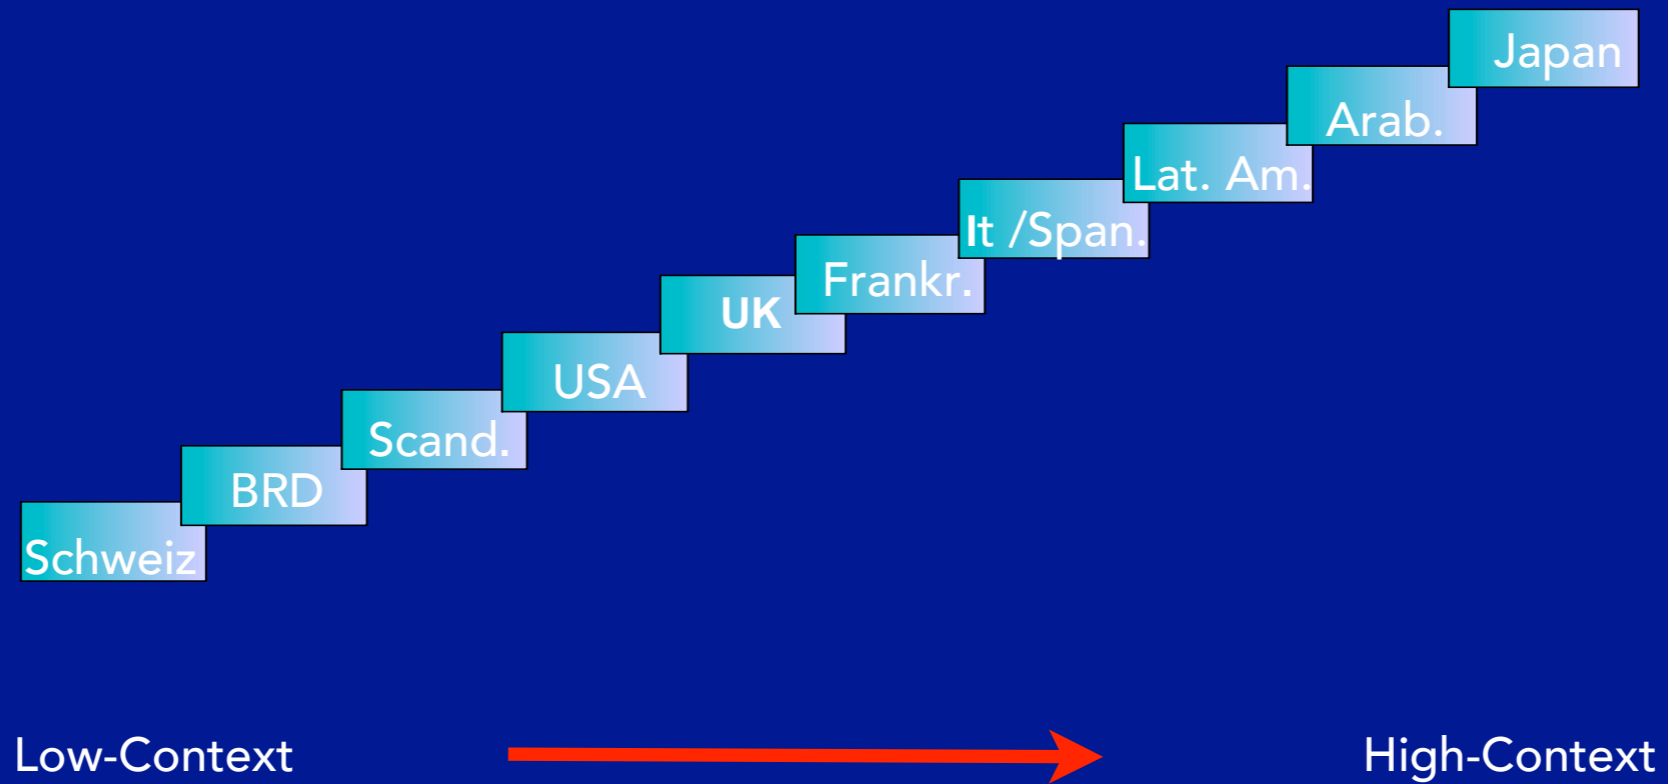 Japan
Arab.
Lat. Am.
It /Span.
Frankr.
UK
USA
Scand.
BRD
Schweiz
Low-Context
High-Context